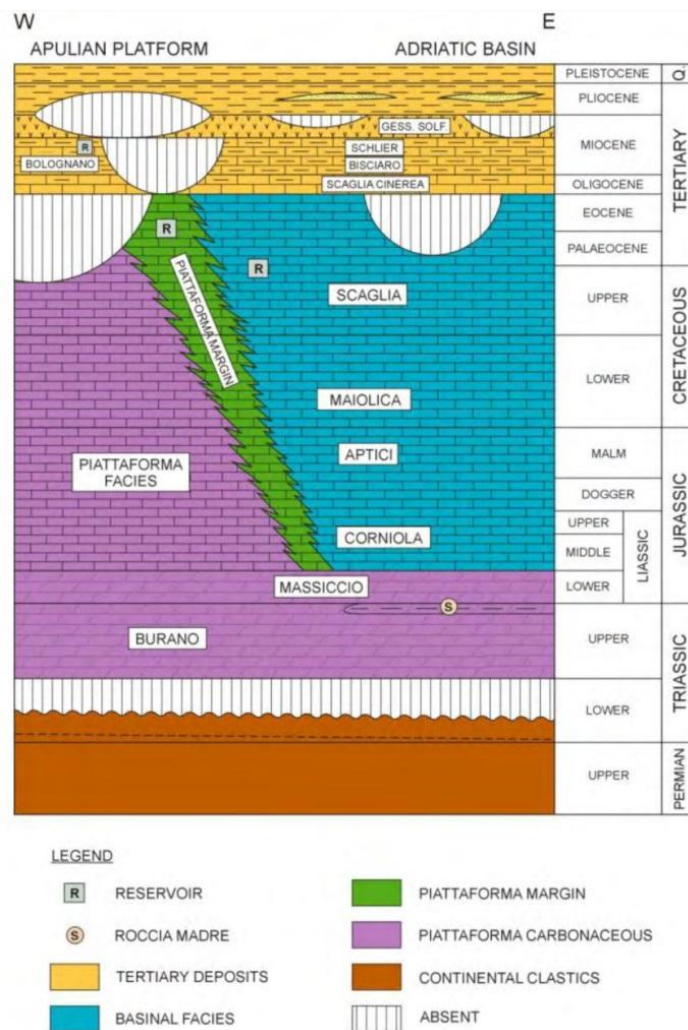 W E
APULIAN PLATFORM ADRIATIC BASIN
PLEISTOCENE Q.
PLIOCENE
GESS. SOLF.
R SCHLIER MIOCENE
BOLOGNANO BISCIARO
SCAGLIA CINEREA OLIGOCENE
TERTIARY
R EOCENE
PALAEOCENE
R
SCAGLIA UPPER
PIATTAFORMA MARGIN
CRETACEOUS
MAIOLICA LOWER
PIATTAFORMA
FACIES
APTICI MALM
DOGGER
JURASSIC
CORNIOLA UPPER
MIDDLE
LIASSIC
MASSICCIO LOWER
S
BURANO UPPER
TRIASSIC
LOWER
UPPER
PERMIAN
LEGEND
R RESERVOIR
S ROCCIA MADRE
TERTIARY DEPOSITS
BASINAL FACIES
PIATTAFORMA MARGIN
PIATTAFORMA CARBONACEOUS
CONTINENTAL CLASTICS
ABSENT